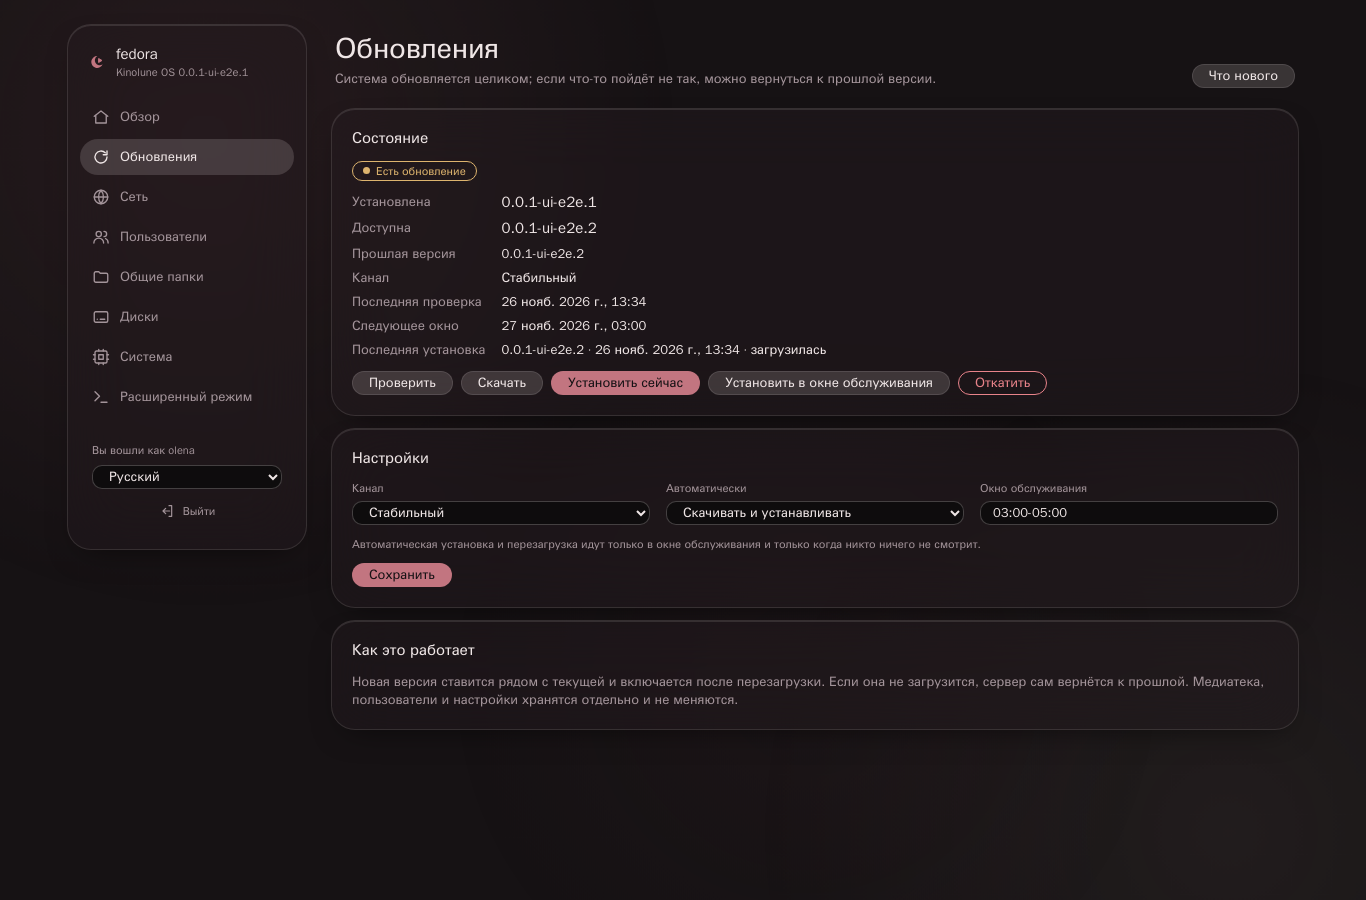 fedora
Kinolune OS 0.0.1-ui-e2e.1
Обзор
Обновления
Сеть
Пользователи
Общие папки
Диски
Система
Расширенный режим
Вы вошли как olena
Русский
Выйти
Обновления
Система обновляется целиком; если что-то пойдёт не так, можно вернуться к прошлой версии.
Что нового
Состояние
Есть обновление
Установлена 0.0.1-ui-e2e.1
Доступна 0.0.1-ui-e2e.2
Прошлая версия 0.0.1-ui-e2e.2
Канал Стабильный
Последняя проверка 26 нояб. 2026 г., 13:34
Следующее окно 27 нояб. 2026 г., 03:00
Последняя установка 0.0.1-ui-e2e.2 · 26 нояб. 2026 г., 13:34 · загрузилась
Проверить Скачать Установить сейчас Установить в окне обслуживания Откатить
Настройки
Канал Автоматически Окно обслуживания
Стабильный Скачивать и устанавливать 03:00-05:00
Автоматическая установка и перезагрузка идут только в окне обслуживания и только когда никто ничего не смотрит.
Сохранить
Как это работает
Новая версия ставится рядом с текущей и включается после перезагрузки. Если она не загрузится, сервер сам вернётся к прошлой. Медиатека,
пользователи и настройки хранятся отдельно и не меняются.